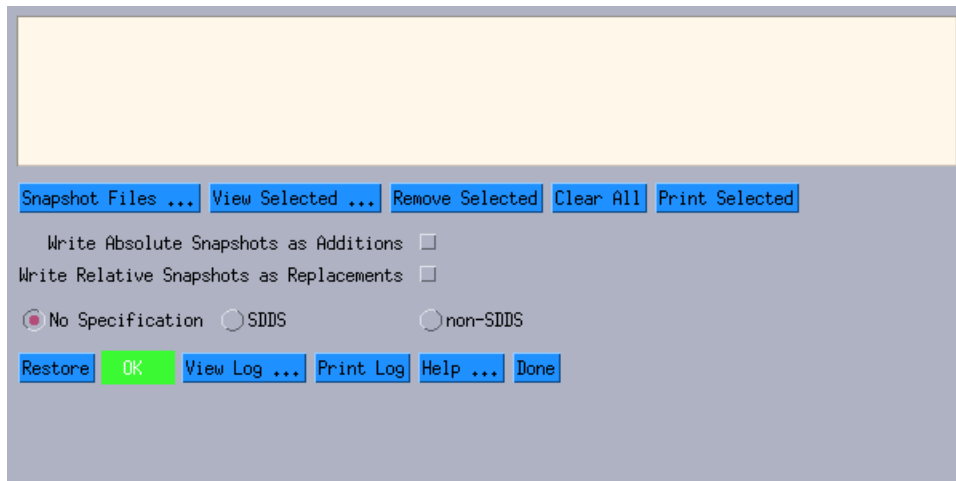 Snapshot Files ... View Selected ... Remove Selected Clear All Print Selected
Write Absolute Snapshots as Additions
Write Relative Snapshots as Replacements
No Specification SDDS non-SDDS
Restore OK View Log ... Print Log Help ... Done